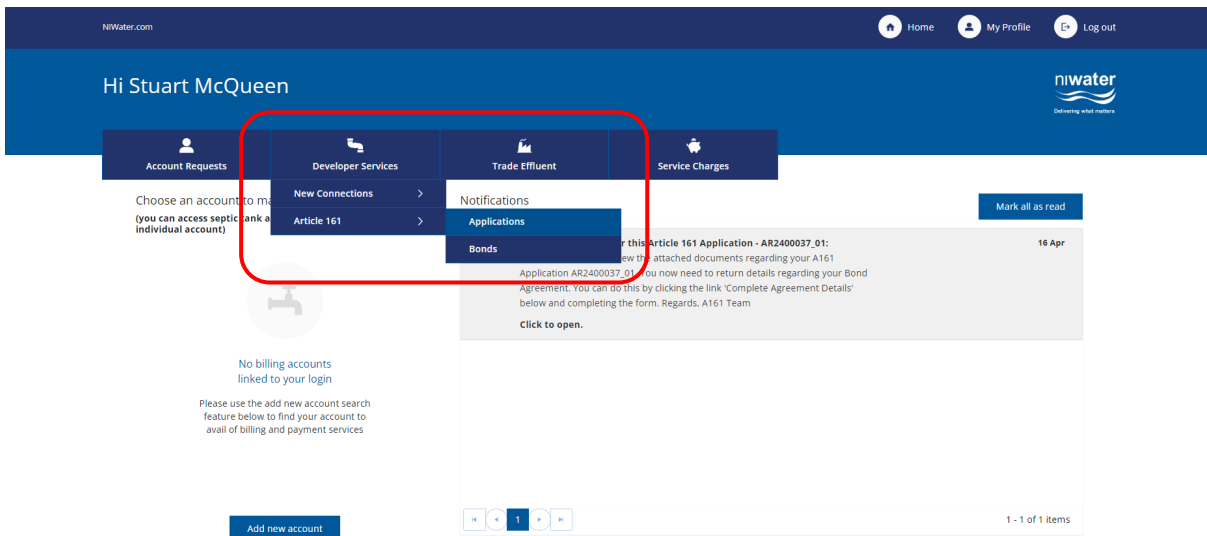 NIWater.com
Home
My Profile
Log out
Hi Stuart McQueen
niwater
Delivering what matters
Account Requests
Developer Services
Trade Effluent
Service Charges
New Connections
Article 161
Applications
Bonds
Choose an account to ma
(you can access septic tank a
individual account)
Notifications
Mark all as read
r this Article 161 Application - AR2400037_01:
16 Apr
ew the attached documents regarding your A161
Application AR2400037_01. You now need to return details regarding your Bond
Agreement. You can do this by clicking the link 'Complete Agreement Details'
below and completing the form. Regards, A161 Team
Click to open.
No billing accounts
linked to your login
Please use the add new account search
feature below to find your account to
avail of billing and payment services
Add new account
1
1 - 1 of 1 items